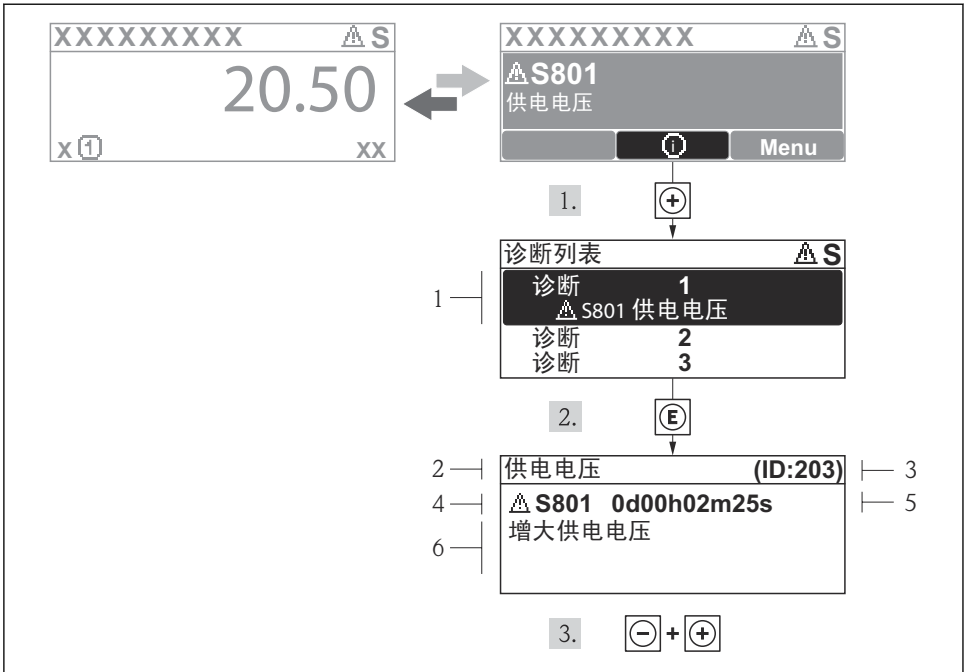 XXXXXXXXX ⚠ S
20.50
x ① XX
XXXXXXXXX ⚠ S
⚠ S801
供电电压
ⓘ Menu
1. ⊕
诊断列表 ⚠ S
1
诊断 1
⚠ S801 供电电压
诊断 2
诊断 3
2. Ⓔ
2 供电电压 (ID:203) 3
4 ⚠ S801 0d00h02m25s 5
6 增大供电电压
3. ⊖ + ⊕